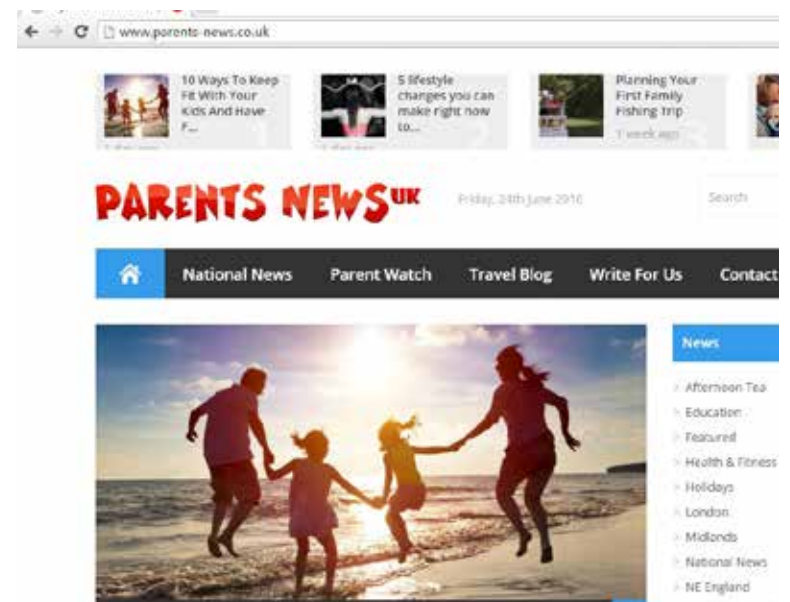 www.parents-news.co.uk
10 Ways To Keep
Fit With Your
Kids And Have
F...
5 lifestyle
changes you can
make right now
to...
Planning Your
First Family
Fishing Trip
1 week ago
PARENTS NEWS UK
Friday, 24th June 2016
Search
National News
Parent Watch
Travel Blog
Write For Us
Contact
News
Afternoon Tea
Education
Featured
Health & Fitness
Holidays
London
Midlands
National News
NE England